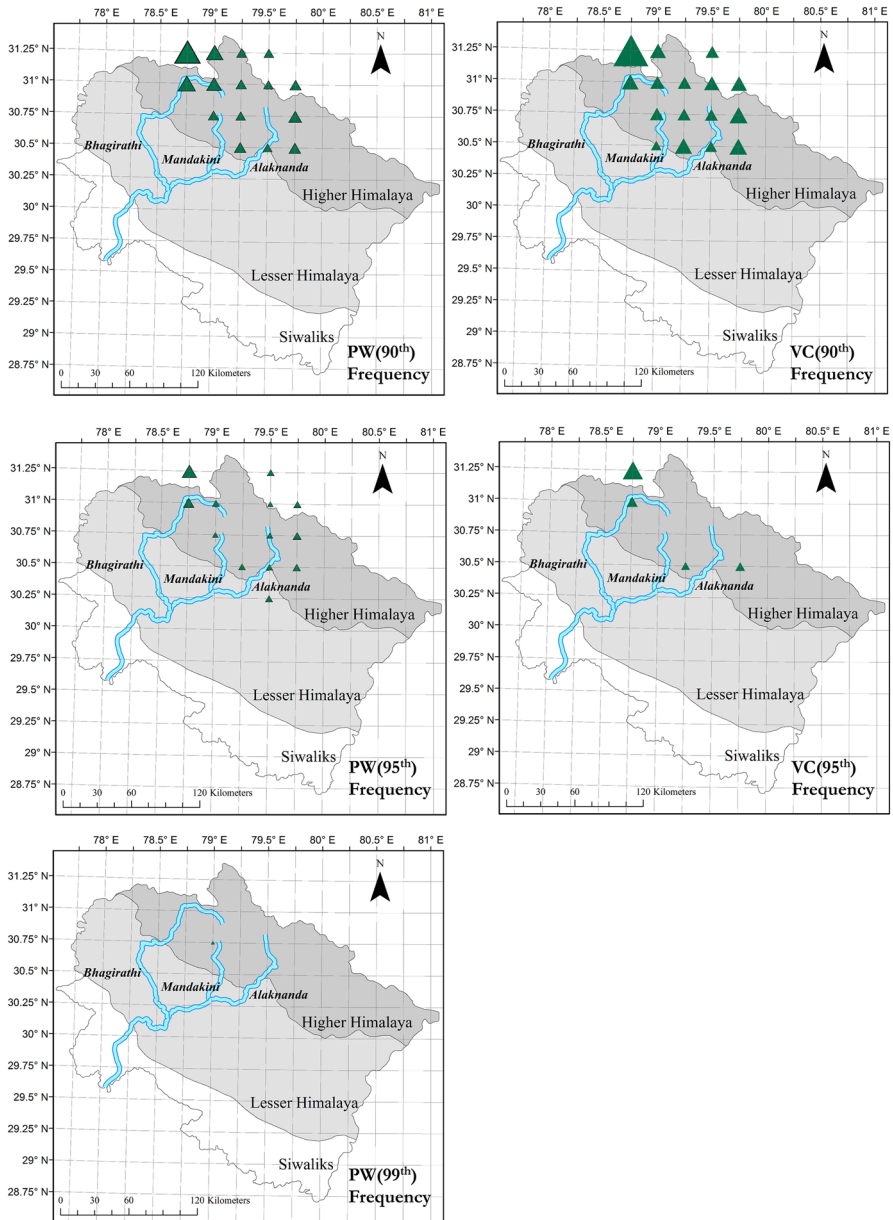 78° E 78.5° E 79° E 79.5° E 80° E 80.5° E 81° E
N
31.25° N
31° N
30.75° N
30.5° N
30.25° N
30° N
29.75° N
29.5° N
29.25° N
29° N
28.75° N
Bhagirathi
Mandakini
Alaknanda
Higher Himalaya
Lesser Himalaya
Siwaliks
PW(90th)
Frequency
0 30 60 120 Kilometers
78° E 78.5° E 79° E 79.5° E 80° E 80.5° E 81° E
N
31.25° N
31° N
30.75° N
30.5° N
30.25° N
30° N
29.75° N
29.5° N
29.25° N
29° N
28.75° N
Bhagirathi
Mandakini
Alaknanda
Higher Himalaya
Lesser Himalaya
Siwaliks
VC(90th)
Frequency
0 30 60 120 Kilometers
78° E 78.5° E 79° E 79.5° E 80° E 80.5° E 81° E
N
31.25° N
31° N
30.75° N
30.5° N
30.25° N
30° N
29.75° N
29.5° N
29.25° N
29° N
28.75° N
Bhagirathi
Mandakini
Alaknanda
Higher Himalaya
Lesser Himalaya
Siwaliks
PW(95th)
Frequency
0 30 60 120 Kilometers
78° E 78.5° E 79° E 79.5° E 80° E 80.5° E 81° E
N
31.25° N
31° N
30.75° N
30.5° N
30.25° N
30° N
29.75° N
29.5° N
29.25° N
29° N
28.75° N
Bhagirathi
Mandakini
Alaknanda
Higher Himalaya
Lesser Himalaya
Siwaliks
VC(95th)
Frequency
0 30 60 120 Kilometers
78° E 78.5° E 79° E 79.5° E 80° E 80.5° E 81° E
N
31.25° N
31° N
30.75° N
30.5° N
30.25° N
30° N
29.75° N
29.5° N
29.25° N
29° N
28.75° N
Bhagirathi
Mandakini
Alaknanda
Higher Himalaya
Lesser Himalaya
Siwaliks
PW(99th)
Frequency
0 30 60 120 Kilometers